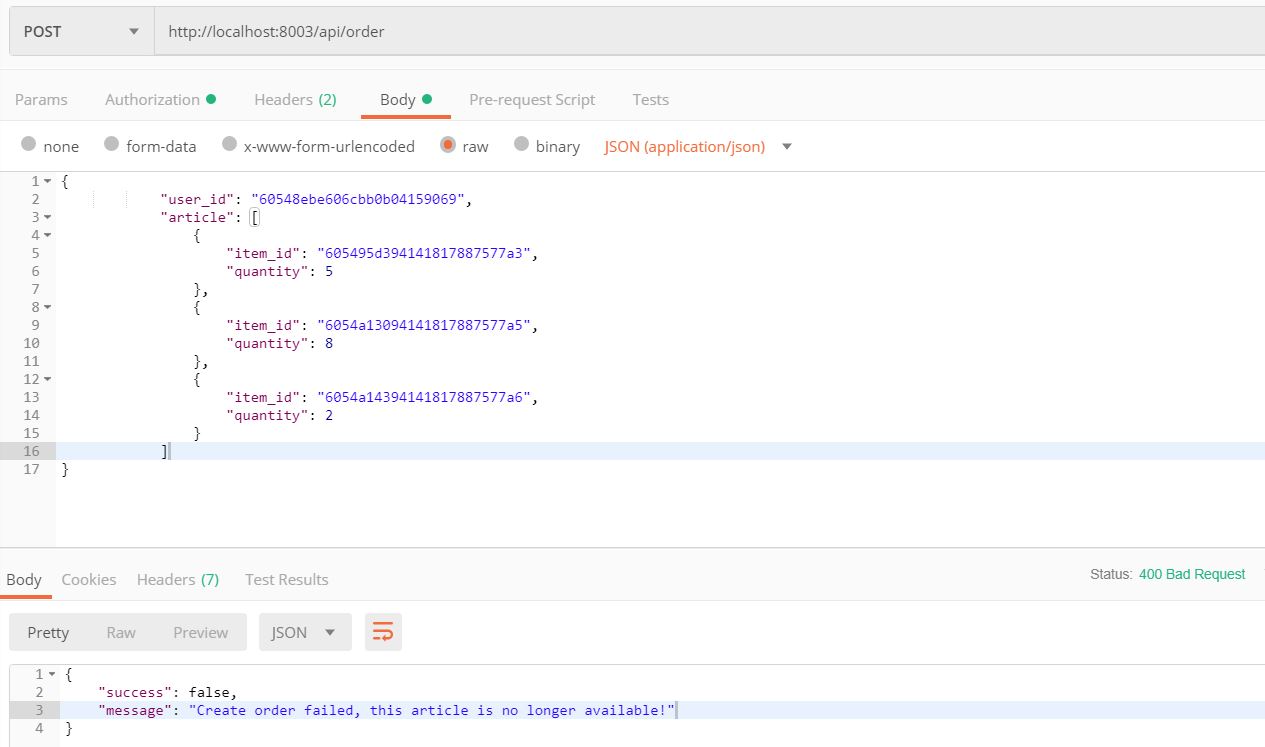 POST http://localhost:8003/api/order
Params Authorization Headers (2) Body Pre-request Script Tests
none form-data x-www-form-urlencoded raw binary JSON (application/json)
1 {
2 "user_id": "60548ebe606cbb0b04159069",
3 "article": [
4 {
5 "item_id": "605495d394141817887577a3",
6 "quantity": 5
7 },
8 {
9 "item_id": "6054a13094141817887577a5",
10 "quantity": 8
11 },
12 {
13 "item_id": "6054a14394141817887577a6",
14 "quantity": 2
15 }
16 ]
17 }
Body Cookies Headers (7) Test Results Status: 400 Bad Request
Pretty Raw Preview JSON
1 {
2 "success": false,
3 "message": "Create order failed, this article is no longer available!"
4 }